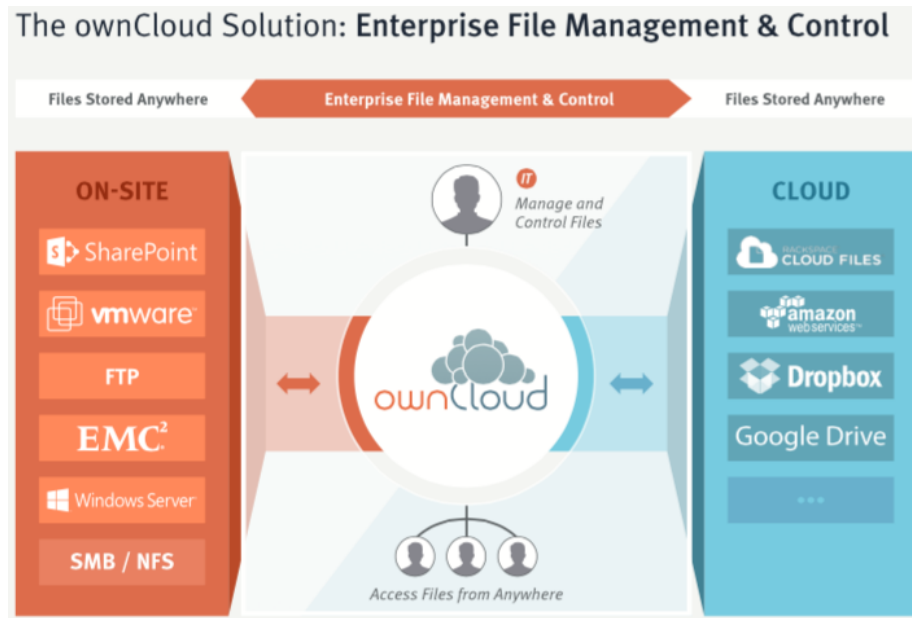 The ownCloud Solution: Enterprise File Management & Control
Files Stored Anywhere
Enterprise File Management & Control
Files Stored Anywhere
ON-SITE
SharePoint
vmware
FTP
EMC²
Windows Server
SMB / NFS
IT
Manage and
Control Files
ownCloud
Access Files from Anywhere
CLOUD
RACKSPACE
CLOUD FILES
amazon
webservices™
Dropbox
Google Drive
...